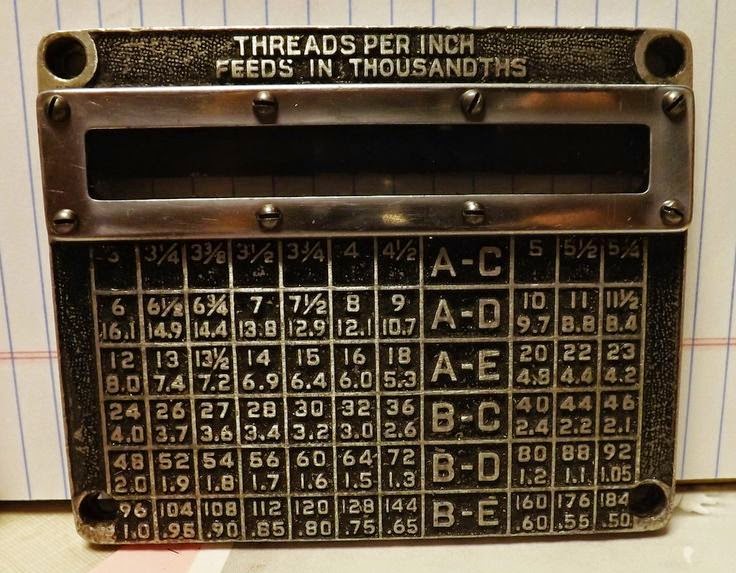 THREADS PER INCH
FEEDS IN THOUSANDTHS
3 3¼ 3⅜ 3½ 3¾ 4 4½ A-C 5 5½ 5¾
6 6½ 6¾ 7 7½ 8 9 A-D 10 11 11½
16.1 14.9 14.4 13.8 12.9 12.1 10.7 9.7 8.8 8.4
12 13 13½ 14 15 16 18 A-E 20 22 23
8.0 7.4 7.2 6.9 6.4 6.0 5.3 4.8 4.4 4.2
24 26 27 28 30 32 36 B-C 40 44 46
4.0 3.7 3.6 3.4 3.2 3.0 2.6 2.4 2.2 2.1
48 52 54 56 60 64 72 B-D 80 88 92
2.0 1.9 1.8 1.7 1.6 1.5 1.3 1.2 1.1 1.05
96 104 108 112 120 128 144 B-E 160 176 184
1.0 .95 .90 .85 .80 .75 .65 .60 .55 .50